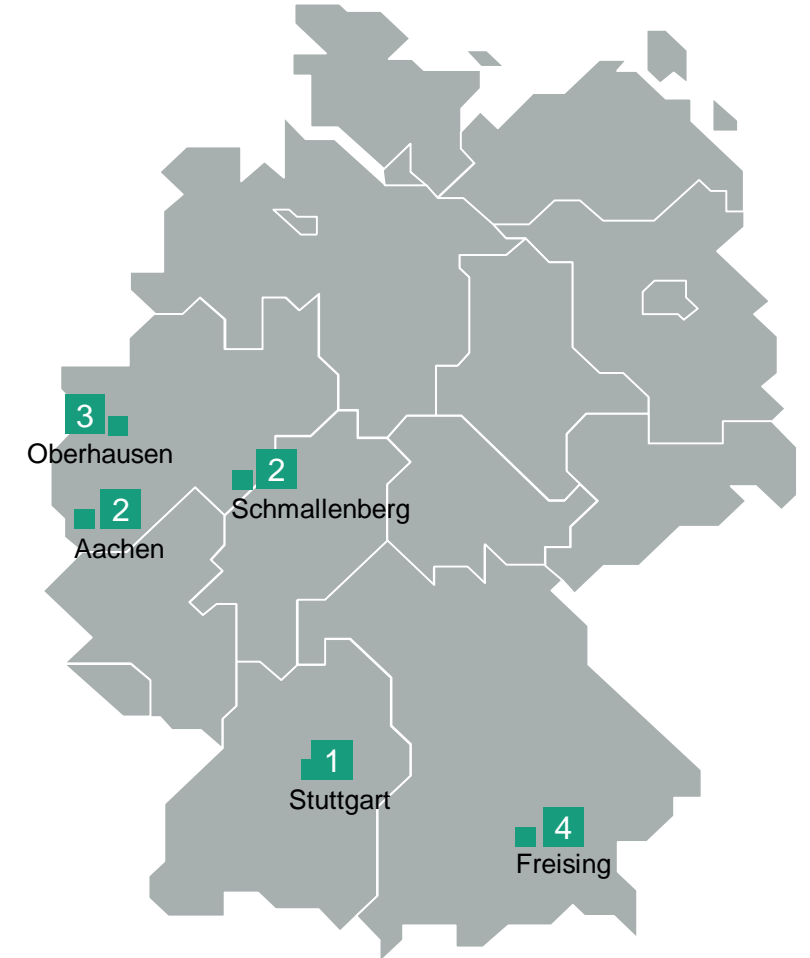 3
Oberhausen
2
Schmallenberg
2
Aachen
1
Stuttgart
4
Freising